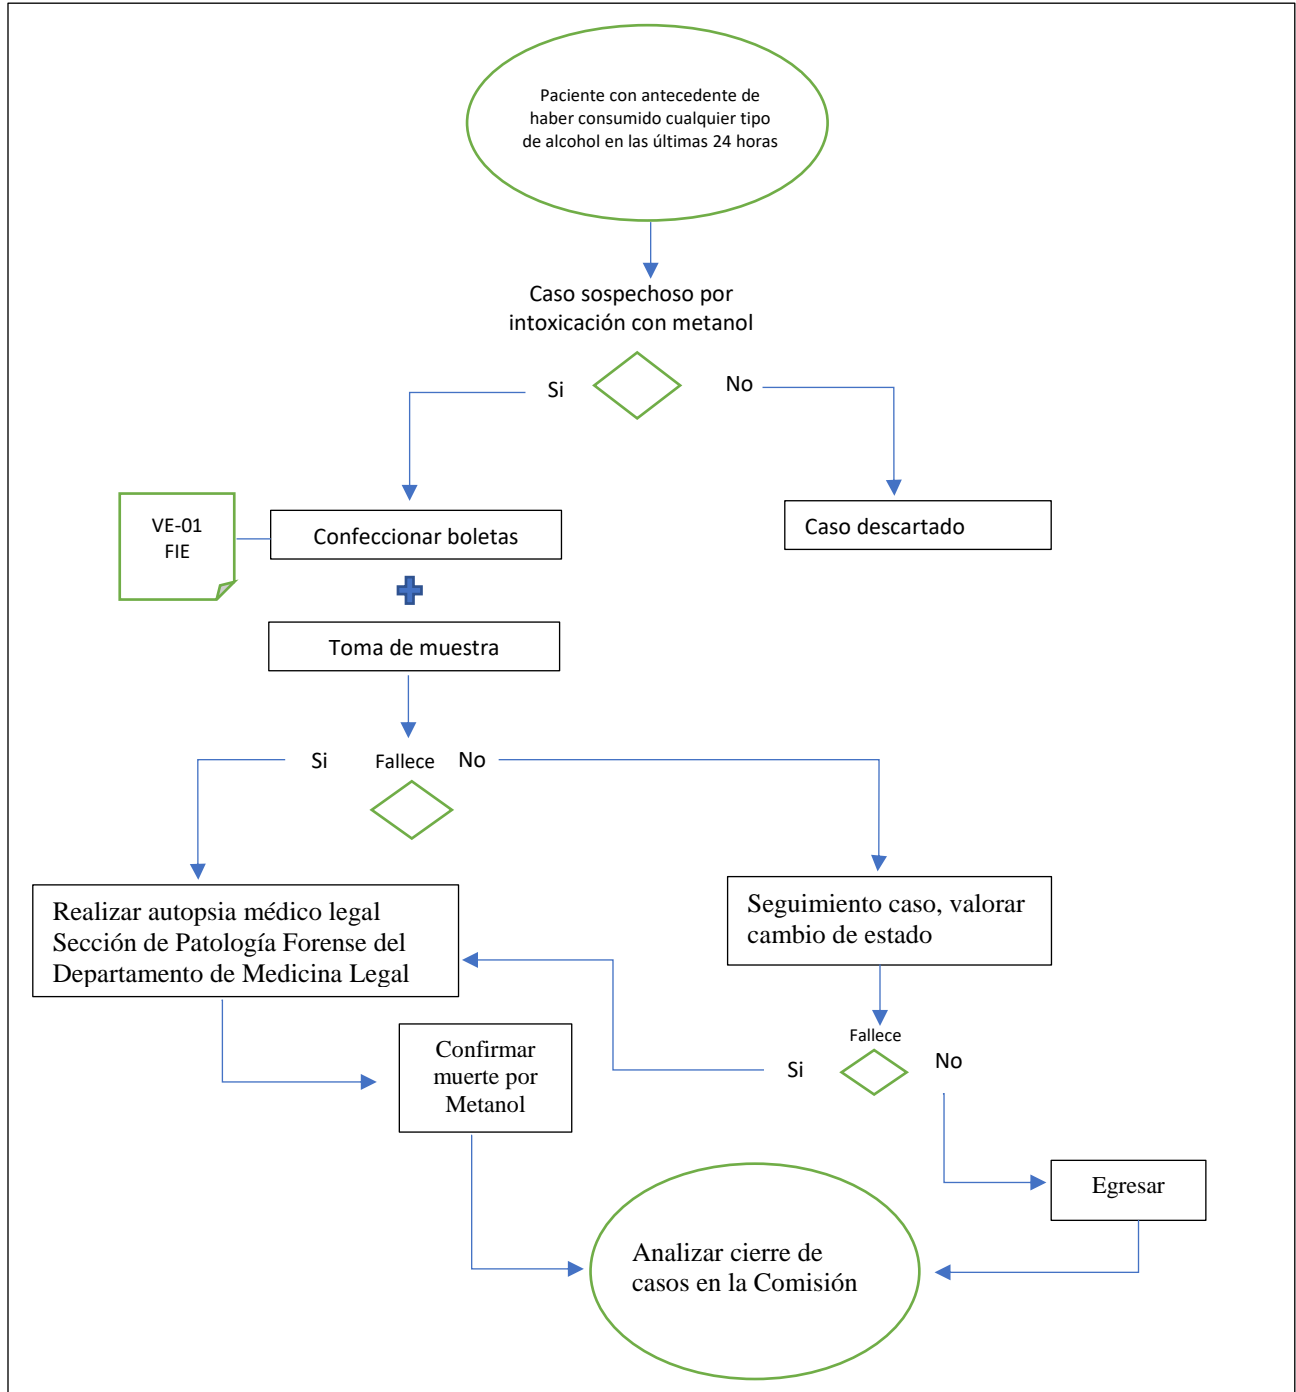 Paciente con antecedente de
haber consumido cualquier tipo
de alcohol en las últimas 24 horas
Caso sospechoso por
intoxicación con metanol
Si
No
VE-01
FIE
Confeccionar boletas
Caso descartado
Toma de muestra
Si
Fallece
No
Realizar autopsia médico legal
Sección de Patología Forense del
Departamento de Medicina Legal
Seguimiento caso, valorar
cambio de estado
Fallece
Si
No
Confirmar
muerte por
Metanol
Egresar
Analizar cierre de
casos en la Comisión